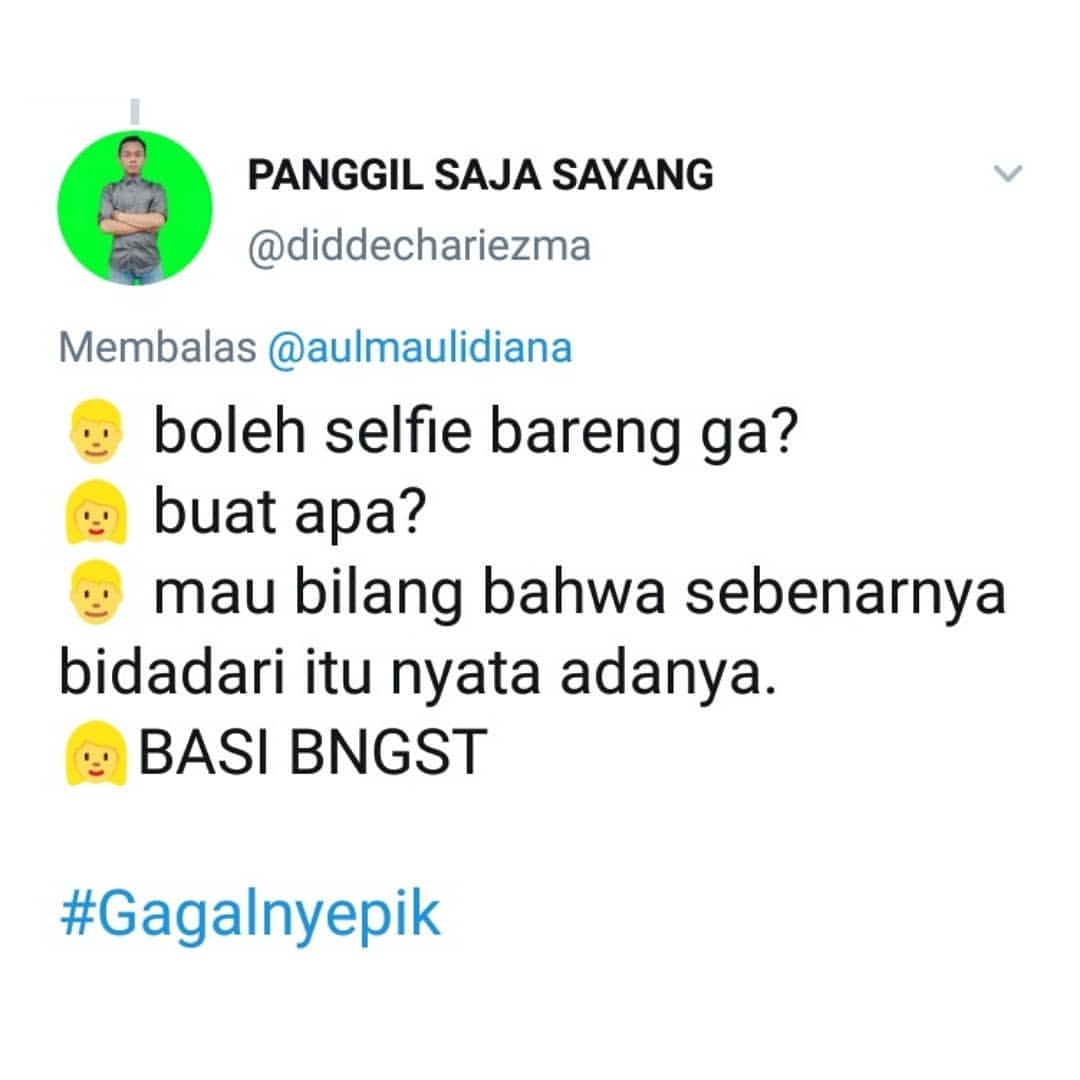 PANGGIL SAJA SAYANG
@diddechariezma
Membalas @aulmaulidiana
👱‍♂️ boleh selfie bareng ga?
👱‍♀️ buat apa?
👱‍♂️ mau bilang bahwa sebenarnya
bidadari itu nyata adanya.
👱‍♀️BASI BNGST
#Gagalnyepik